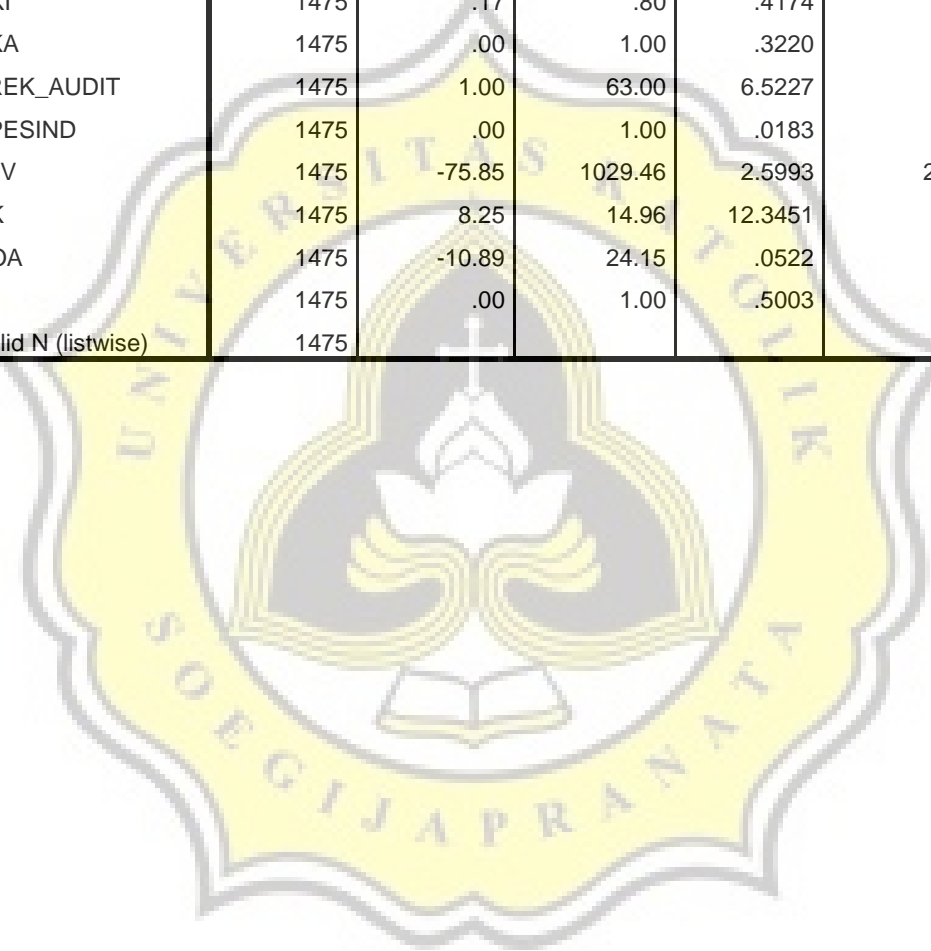 1475 .17 .80 .4174
KA 1475 .00 1.00 .3220
REK_AUDIT 1475 1.00 63.00 6.5227
PESIND 1475 .00 1.00 .0183
V 1475 -75.85 1029.46 2.5993 2
K 1475 8.25 14.96 12.3451
DA 1475 -10.89 24.15 .0522
1475 .00 1.00 .5003
lid N (listwise) 1475
UNIVERSITAS KATOLIK
SOEGIJAPRANATA